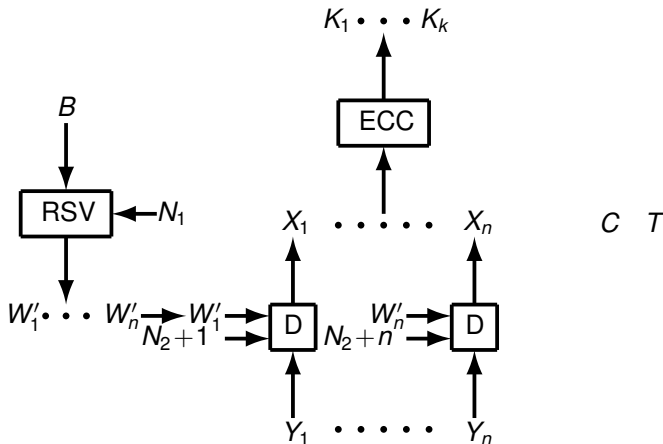 K₁ • • • Kₖ
ECC
B
RSV
N₁
X₁ • • • • • Xₙ
C T
W′₁ • • • W′ₙ
W′₁
D
W′ₙ
D
N₂+1
N₂+n
Y₁ • • • • • Yₙ